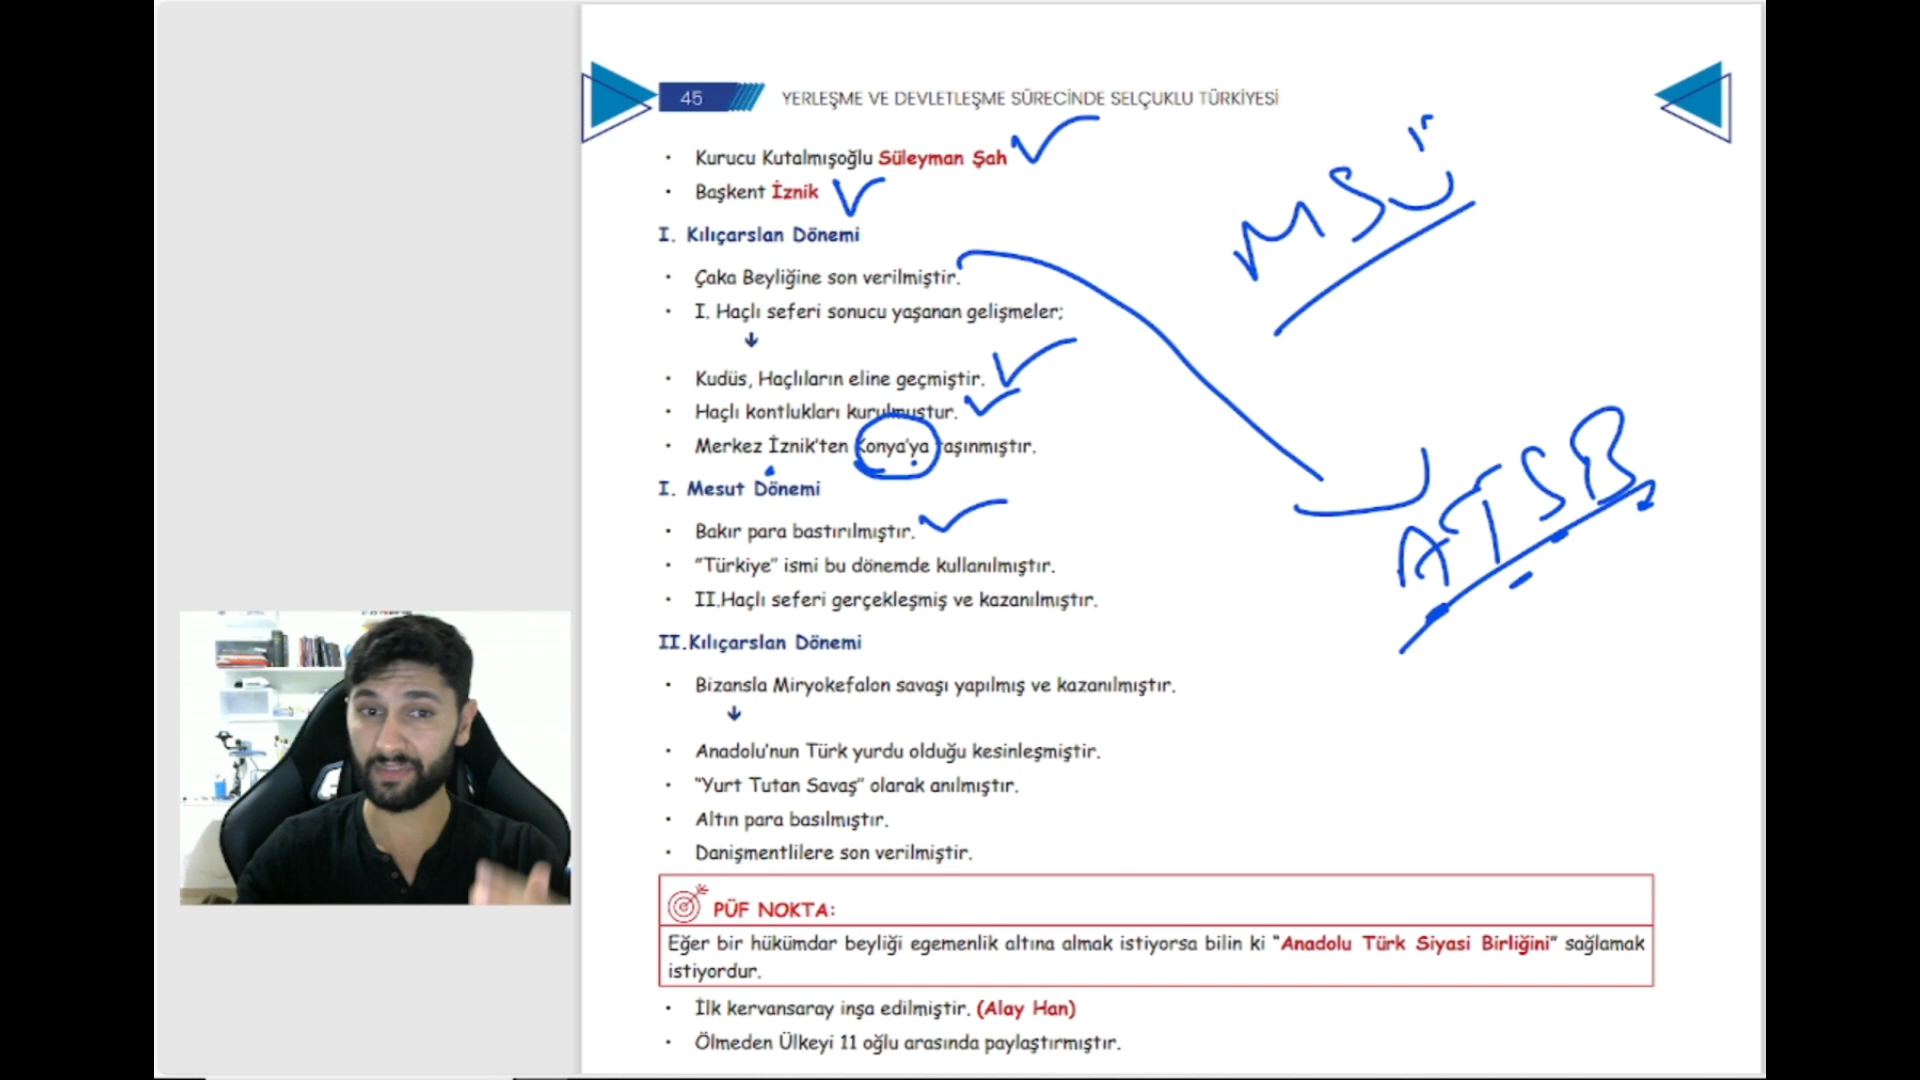 45 YERLEŞME VE DEVLETLEŞME SÜRECİNDE SELÇUKLU TÜRKİYESİ
• Kurucu Kutalmışoğlu Süleyman Şah
• Başkent İznik
MSÜ
I. Kılıçarslan Dönemi
• Çaka Beyliğine son verilmiştir.
• I. Haçlı seferi sonucu yaşanan gelişmeler;
• Kudüs, Haçlıların eline geçmiştir.
• Haçlı kontlukları kurulmuştur.
• Merkez İznik'ten Konya'ya taşınmıştır.
ATSB
I. Mesut Dönemi
• Bakır para bastırılmıştır.
• "Türkiye" ismi bu dönemde kullanılmıştır.
• II.Haçlı seferi gerçekleşmiş ve kazanılmıştır.
II.Kılıçarslan Dönemi
• Bizansla Miryokefalon savaşı yapılmış ve kazanılmıştır.
• Anadolu'nun Türk yurdu olduğu kesinleşmiştir.
• "Yurt Tutan Savaş" olarak anılmıştır.
• Altın para basılmıştır.
• Danişmentlilere son verilmiştir.
PÜF NOKTA:
Eğer bir hükümdar beyliği egemenlik altına almak istiyorsa bilin ki "Anadolu Türk Siyasi Birliğini" sağlamak
istiyordur.
• İlk kervansaray inşa edilmiştir. (Alay Han)
• Ölmeden Ülkeyi 11 oğlu arasında paylaştırmıştır.